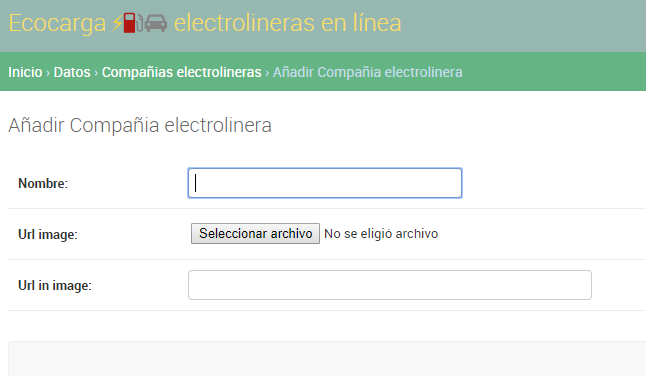 Ecocarga ⚡⛽🚗 electrolineras en línea
Inicio › Datos › Compañias electrolineras › Añadir Compañia electrolinera
Añadir Compañia electrolinera
Nombre:
Url image: Seleccionar archivo No se eligió archivo
Url in image: